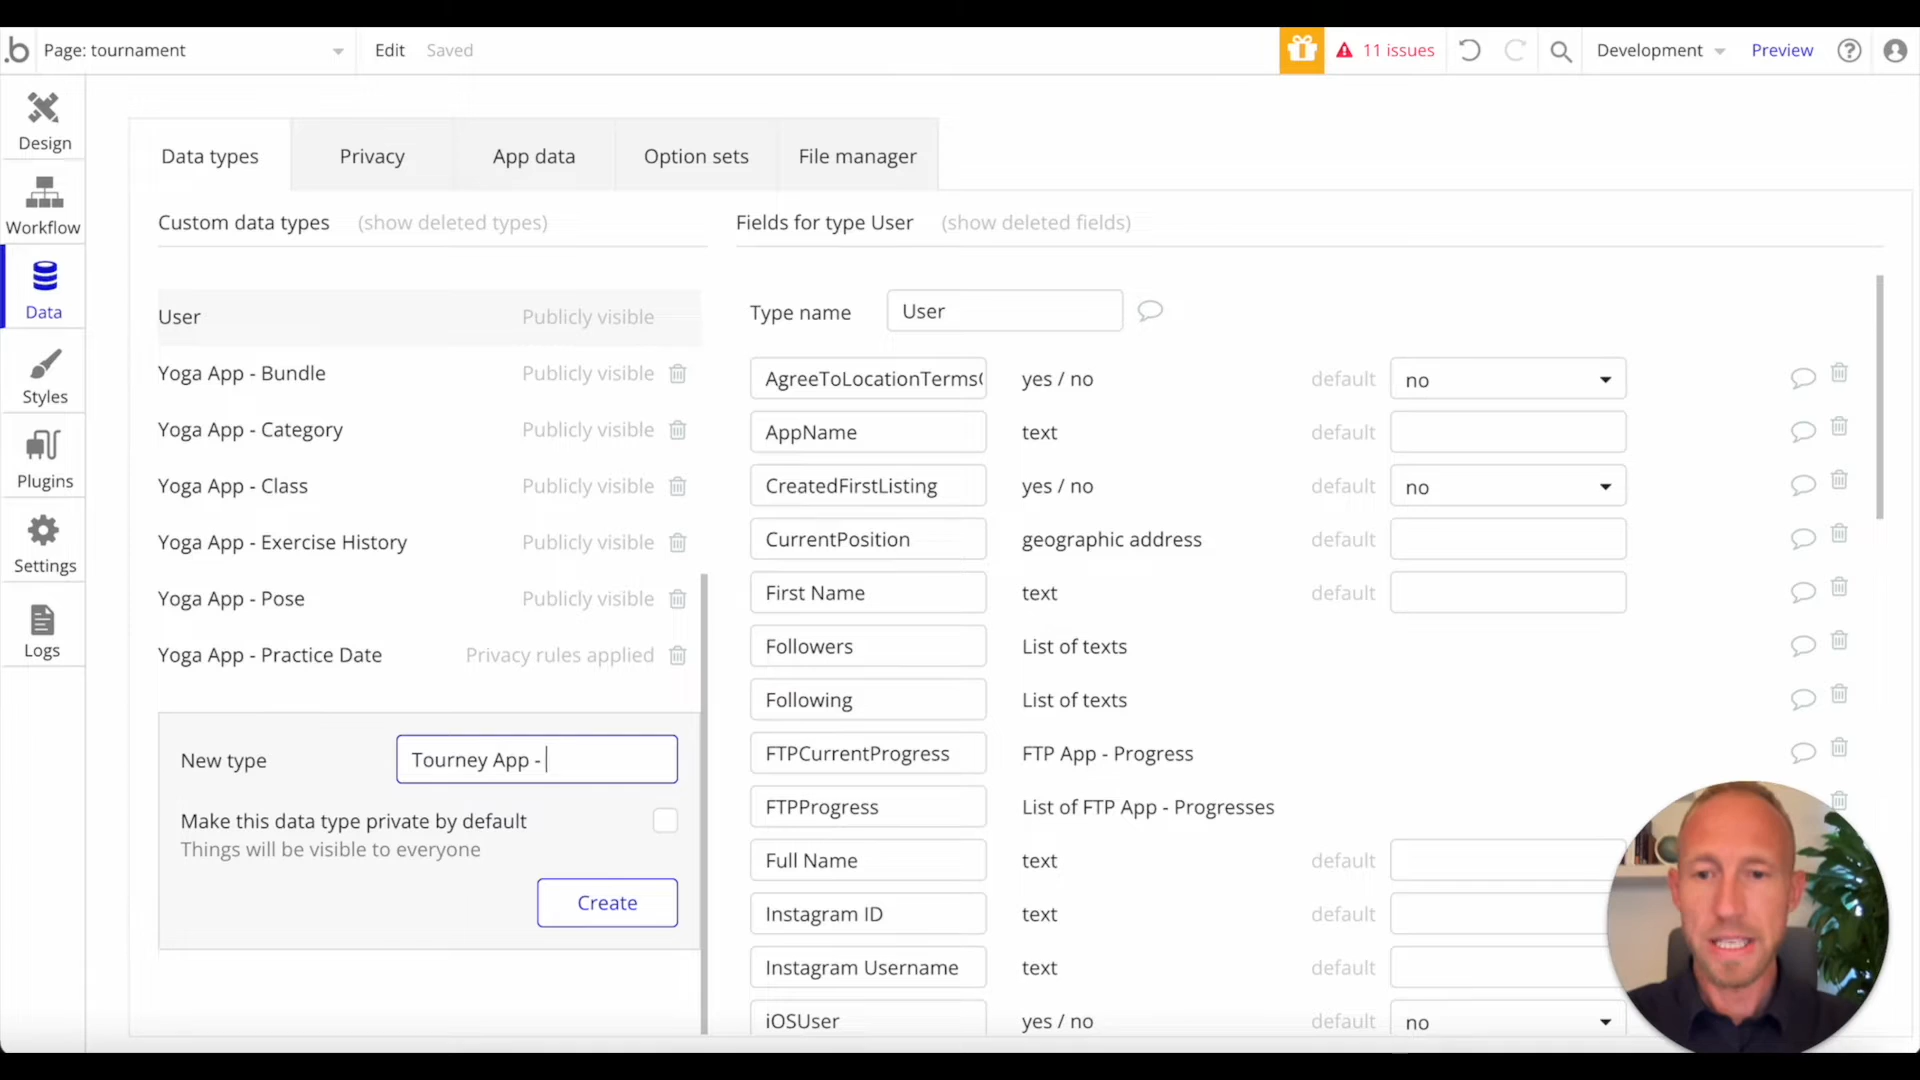 .b Page: tournament Edit Saved 11 issues Development Preview ?
Design
Workflow
Data
Styles
Plugins
Settings
Logs
Data types Privacy App data Option sets File manager
Custom data types (show deleted types)
User Publicly visible
Yoga App - Bundle Publicly visible
Yoga App - Category Publicly visible
Yoga App - Class Publicly visible
Yoga App - Exercise History Publicly visible
Yoga App - Pose Publicly visible
Yoga App - Practice Date Privacy rules applied
New type Tourney App -
Make this data type private by default
Things will be visible to everyone
Create
Fields for type User (show deleted fields)
Type name User
AgreeToLocationTerms yes / no default no
AppName text default
CreatedFirstListing yes / no default no
CurrentPosition geographic address default
First Name text default
Followers List of texts
Following List of texts
FTPCurrentProgress FTP App - Progress
FTPProgress List of FTP App - Progresses
Full Name text default
Instagram ID text default
Instagram Username text default
iOSUser yes / no default no